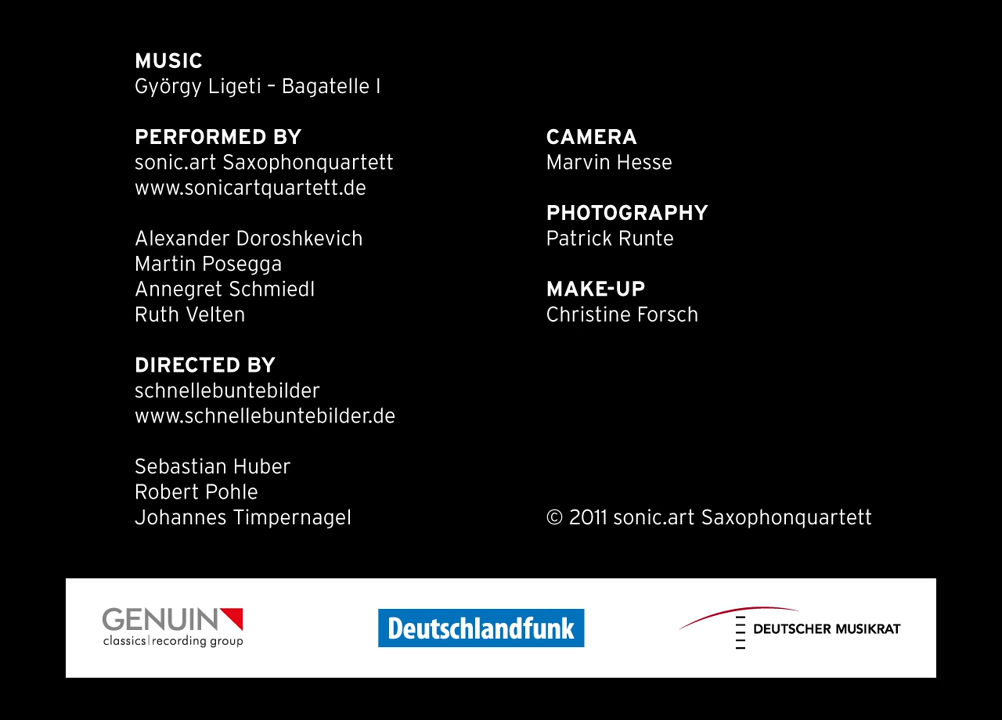 MUSIC
György Ligeti – Bagatelle I
PERFORMED BY
sonic.art Saxophonquartett
www.sonicartquartett.de
Alexander Doroshkevich
Martin Posegga
Annegret Schmiedl
Ruth Velten
DIRECTED BY
schnellebuntebilder
www.schnellebuntebilder.de
Sebastian Huber
Robert Pohle
Johannes Timpernagel
CAMERA
Marvin Hesse
PHOTOGRAPHY
Patrick Runte
MAKE-UP
Christine Forsch
© 2011 sonic.art Saxophonquartett
GENUIN
classics|recording group
Deutschlandfunk
DEUTSCHER MUSIKRAT